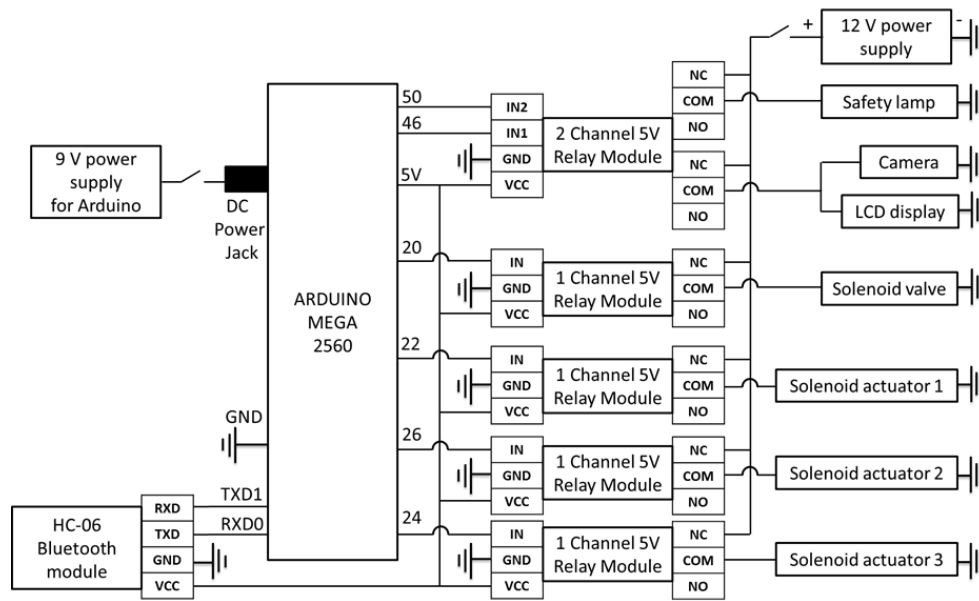 12 V power
supply
+
-
NC
COM
NO
Safety lamp
50
46
5V
IN2
IN1
GND
VCC
2 Channel 5V
Relay Module
NC
COM
NO
Camera
LCD display
9 V power
supply
for Arduino
DC
Power
Jack
ARDUINO
MEGA
2560
20
IN
GND
VCC
1 Channel 5V
Relay Module
NC
COM
NO
Solenoid valve
22
IN
GND
VCC
1 Channel 5V
Relay Module
NC
COM
NO
Solenoid actuator 1
GND
26
IN
GND
VCC
1 Channel 5V
Relay Module
NC
COM
NO
Solenoid actuator 2
HC-06
Bluetooth
module
RXD
TXD
GND
VCC
TXD1
RXD0
24
IN
GND
VCC
1 Channel 5V
Relay Module
NC
COM
NO
Solenoid actuator 3